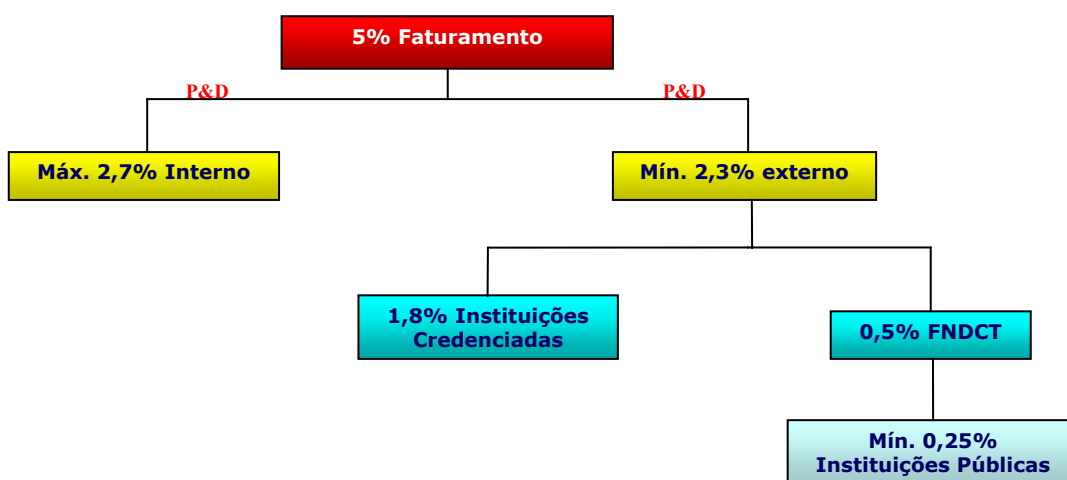 5% Faturamento
P&D
P&D
Máx. 2,7% Interno
Mín. 2,3% externo
1,8% Instituições
Credenciadas
0,5% FNDCT
Mín. 0,25%
Instituições Públicas